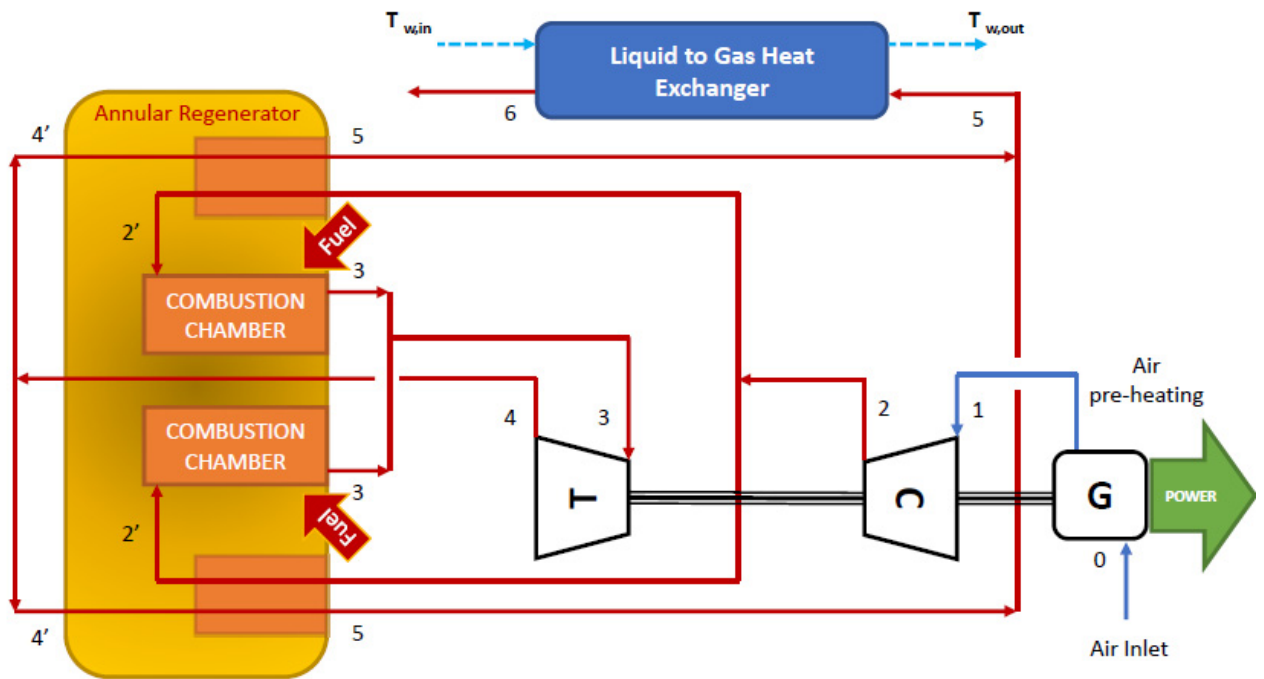 T w,in
T w,out
Liquid to Gas Heat
Exchanger
6
5
Annular Regenerator
4’
5
2’
Fuel
3
COMBUSTION
CHAMBER
Air
pre-heating
4
3
2
1
COMBUSTION
CHAMBER
3
T
C
G
POWER
Fuel
2’
0
4’
5
Air Inlet